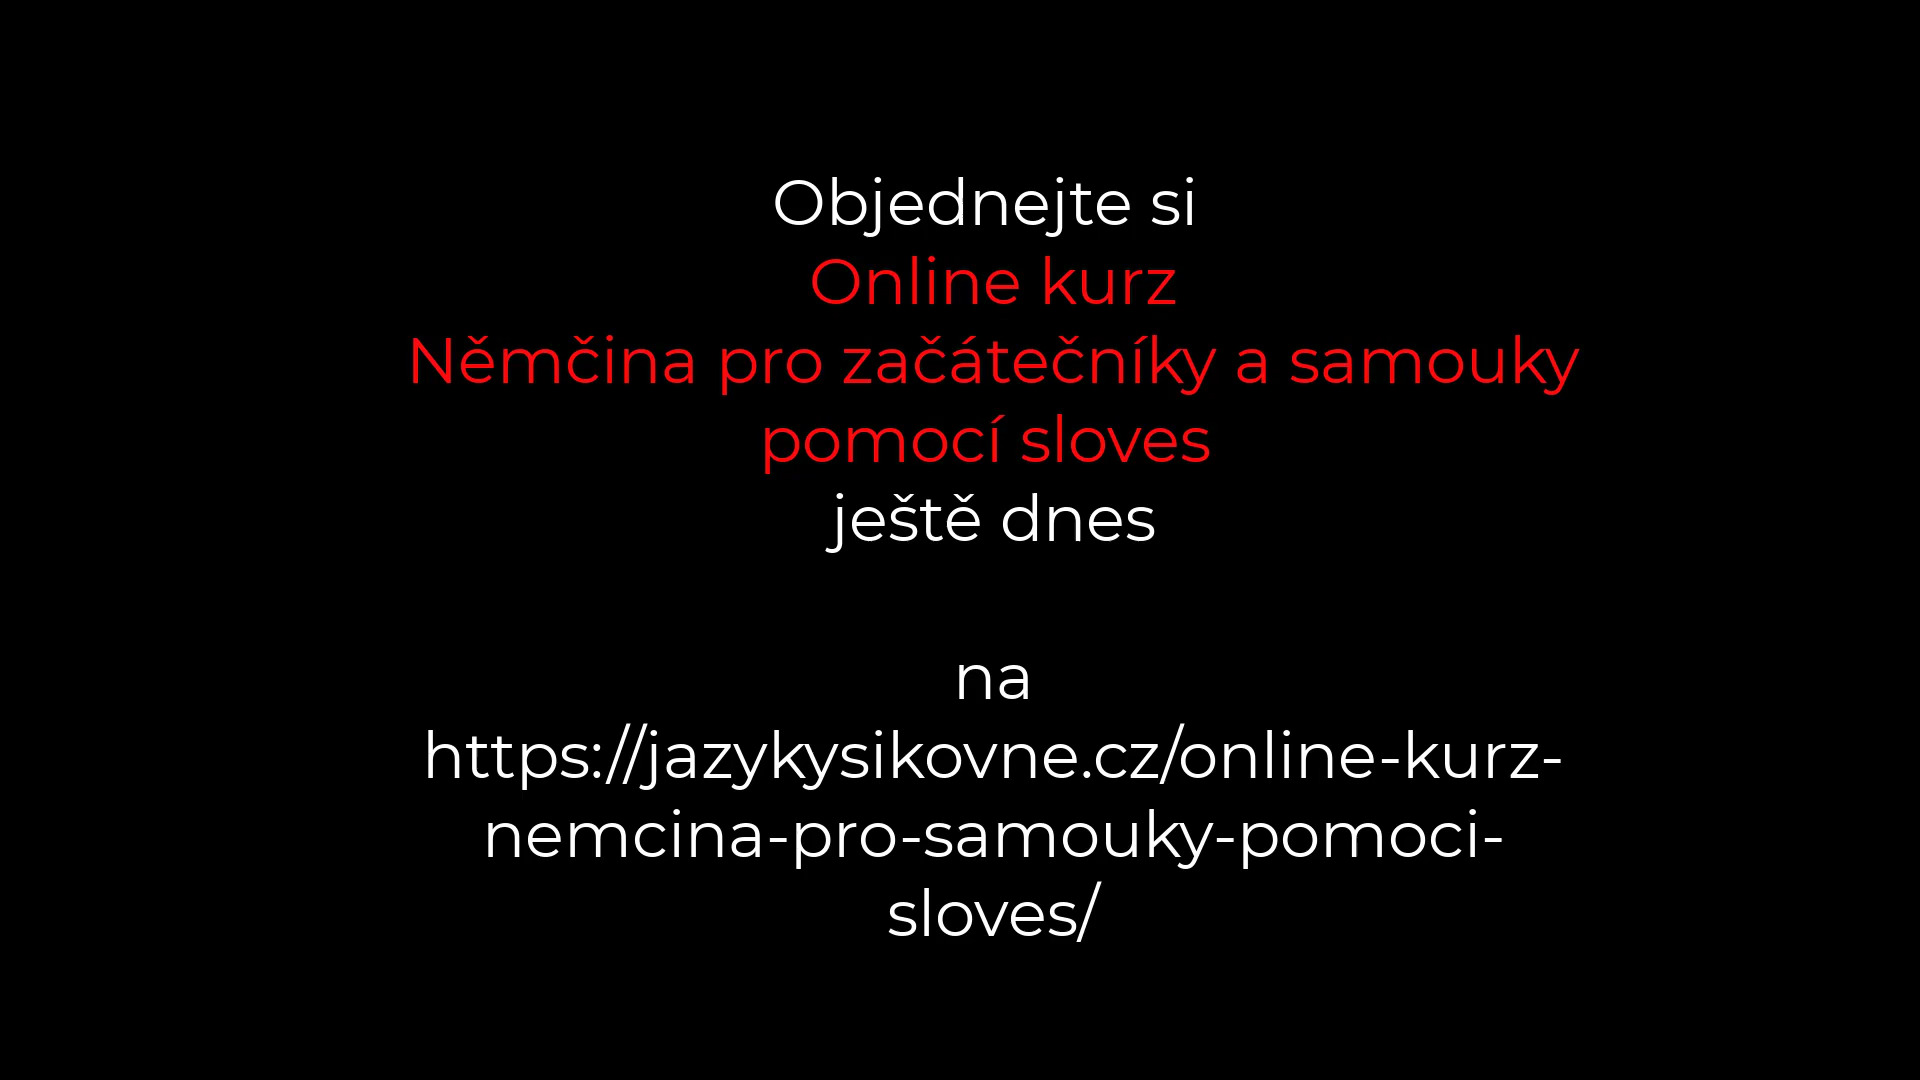 Objednejte si
Online kurz
Němčina pro začátečníky a samouky
pomocí sloves
ještě dnes
na
https://jazykysikovne.cz/online-kurz-
nemcina-pro-samouky-pomoci-
sloves/